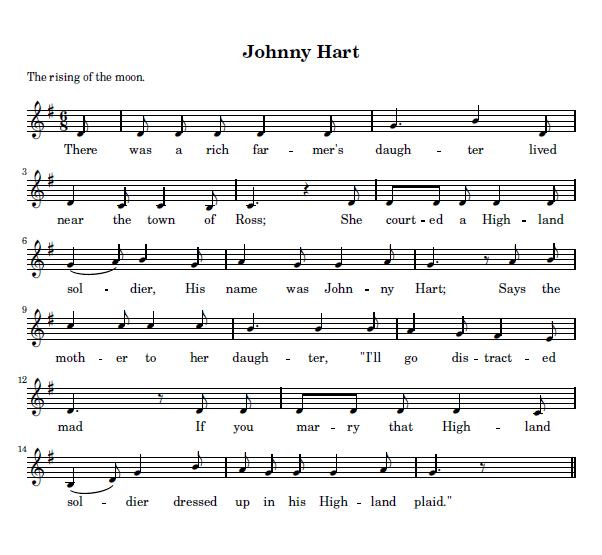 Johnny Hart
The rising of the moon.
6
8
There was a rich far - mer's daugh - ter lived
3
near the town of Ross; She court - ed a High - land
6
sol - dier, His name was John - ny Hart; Says the
9
moth - er to her daugh - ter, "I'll go dis - tract - ed
12
mad If you mar - ry that High - land
14
sol - dier dressed up in his High - land plaid."